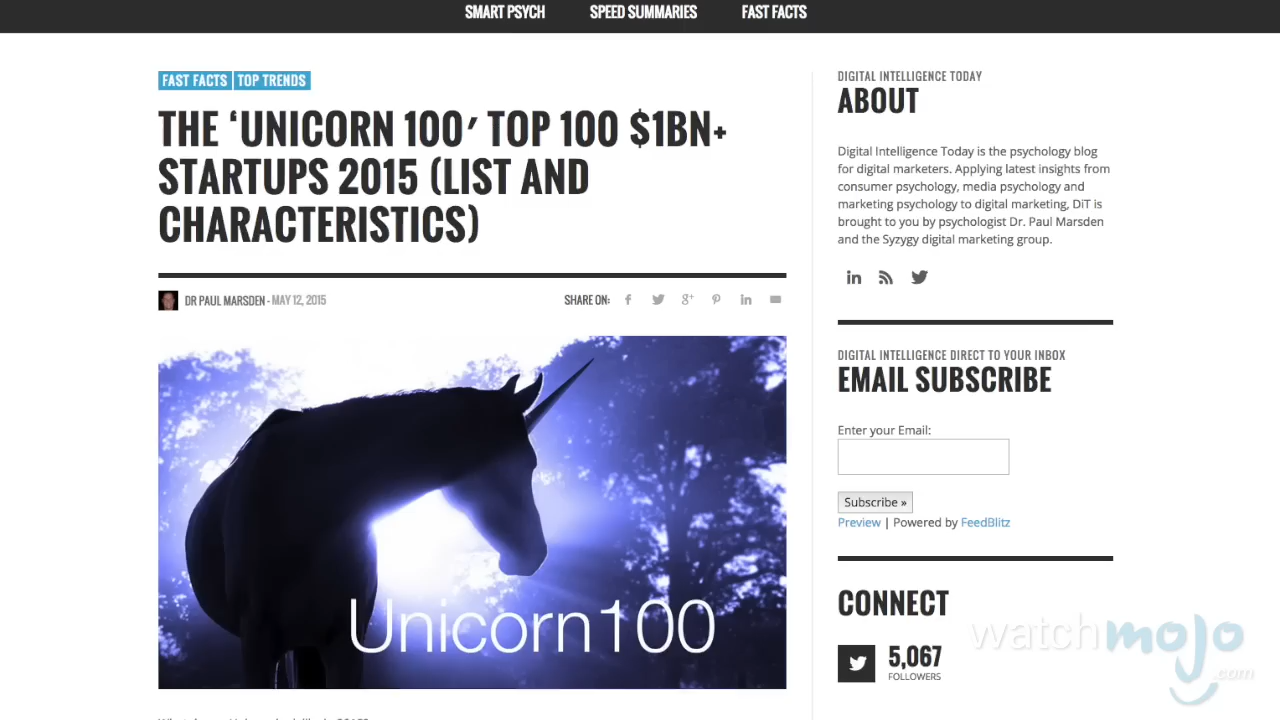 SMART PSYCH
SPEED SUMMARIES
FAST FACTS
FAST FACTS
TOP TRENDS
THE ‘UNICORN 100′ TOP 100 $1BN+
STARTUPS 2015 (LIST AND
CHARACTERISTICS)
DR PAUL MARSDEN - MAY 12, 2015
SHARE ON:
Unicorn100
DIGITAL INTELLIGENCE TODAY
ABOUT
Digital Intelligence Today is the psychology blog
for digital marketers. Applying latest insights from
consumer psychology, media psychology and
marketing psychology to digital marketing, DiT is
brought to you by psychologist Dr. Paul Marsden
and the Syzygy digital marketing group.
DIGITAL INTELLIGENCE DIRECT TO YOUR INBOX
EMAIL SUBSCRIBE
Enter your Email:
Subscribe »
Preview | Powered by FeedBlitz
CONNECT
5,067
FOLLOWERS
watchmojo
.com